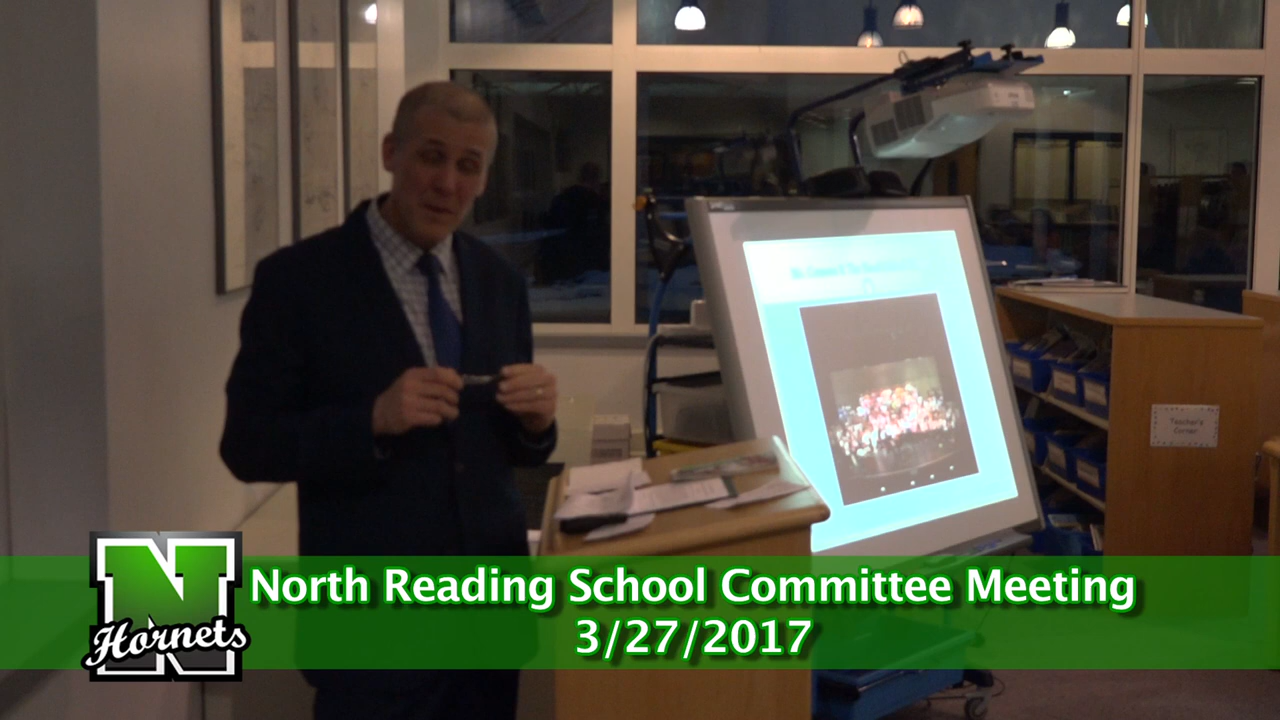 Teacher's
Corner
N
Hornets
North Reading School Committee Meeting
3/27/2017